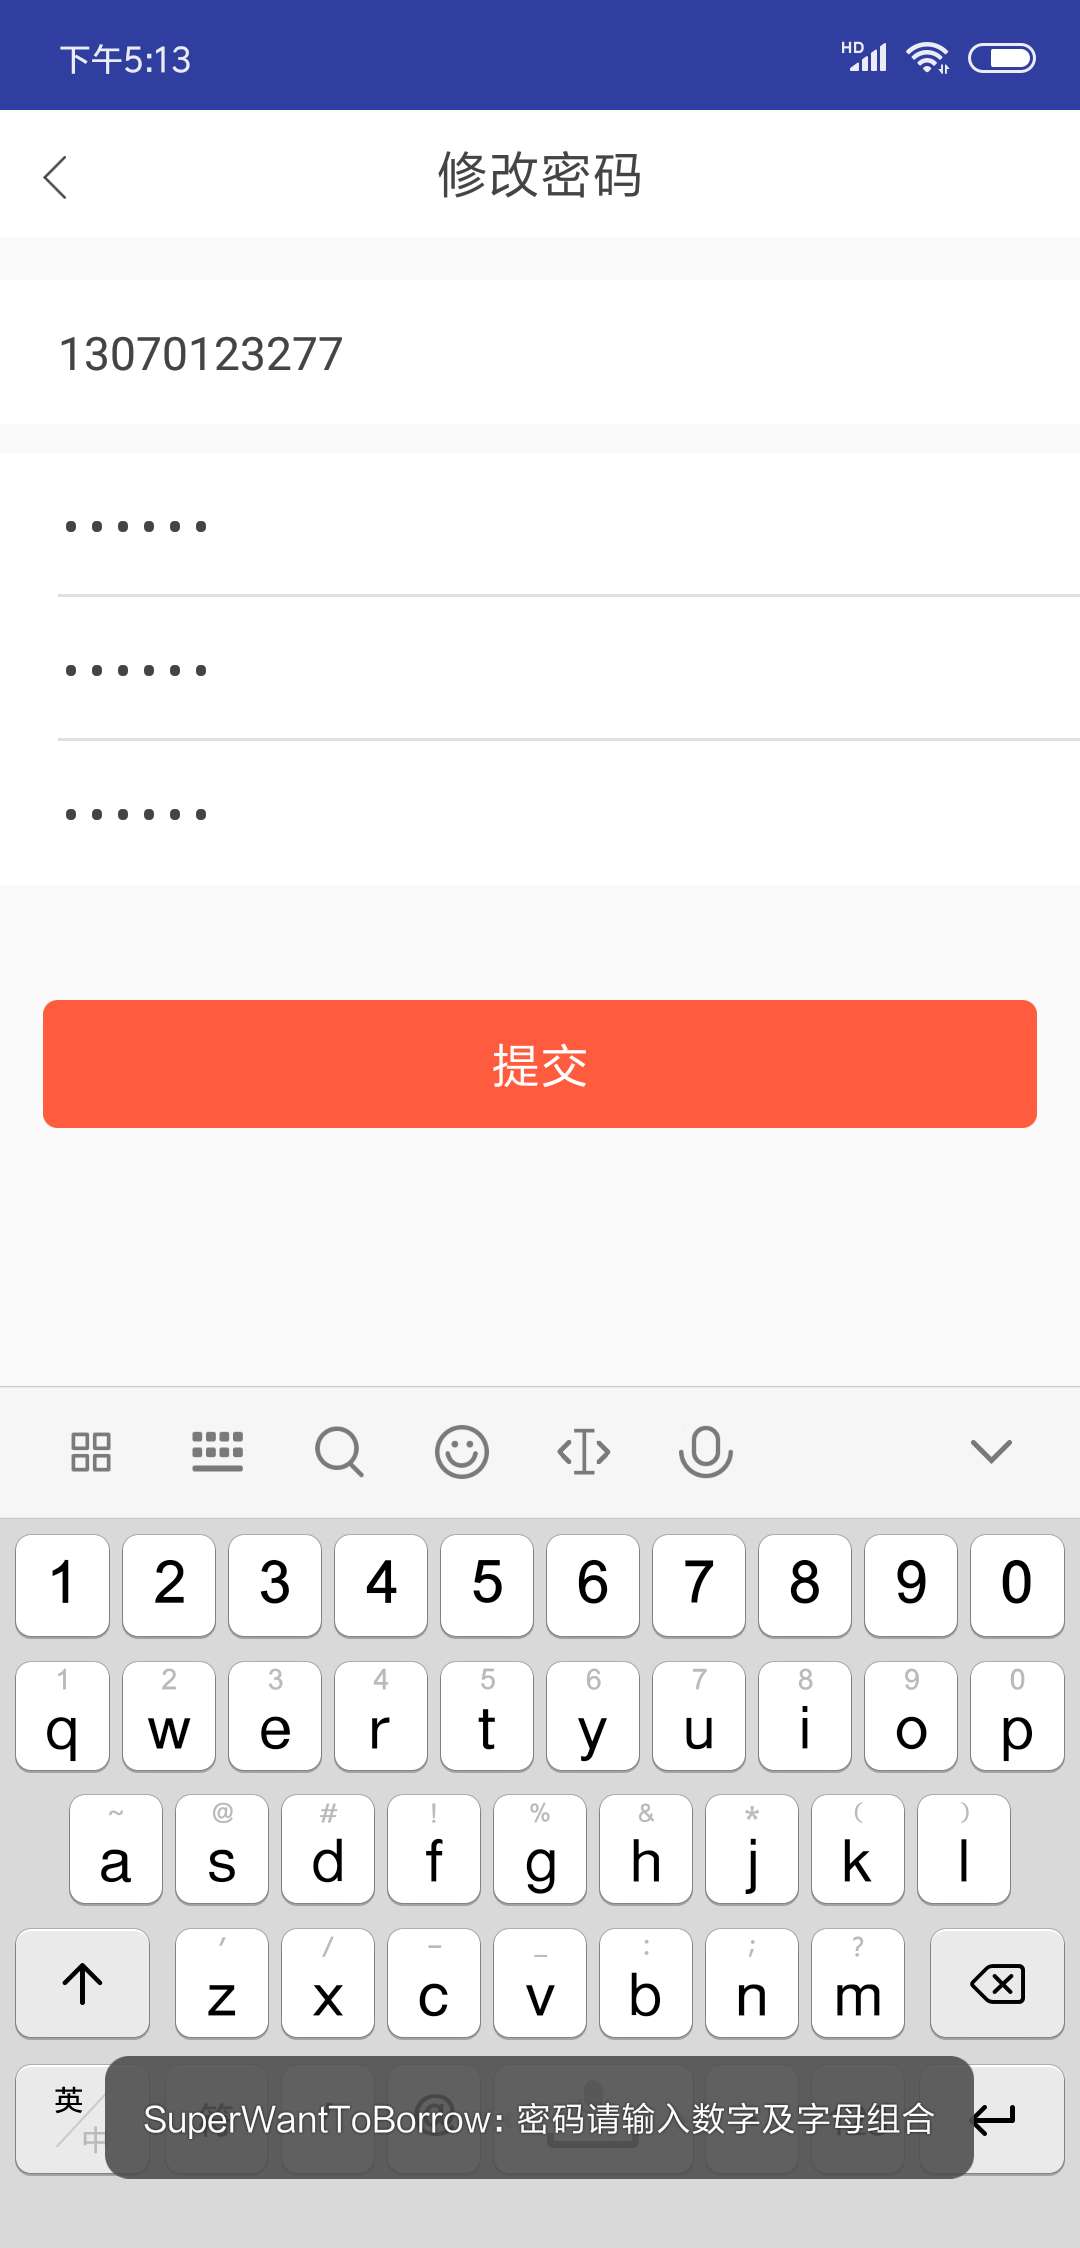 下午5:13
HD
修改密码
13070123277
••••••
••••••
••••••
提交
1 2 3 4 5 6 7 8 9 0
1 2 3 4 5 6 7 8 9 0
q w e r t y u i o p
~ @ # ! % & * ( )
a s d f g h j k l
' / - _ : ; ?
z x c v b n m
英
中
符
@
SuperWantToBorrow: 密码请输入数字及字母组合